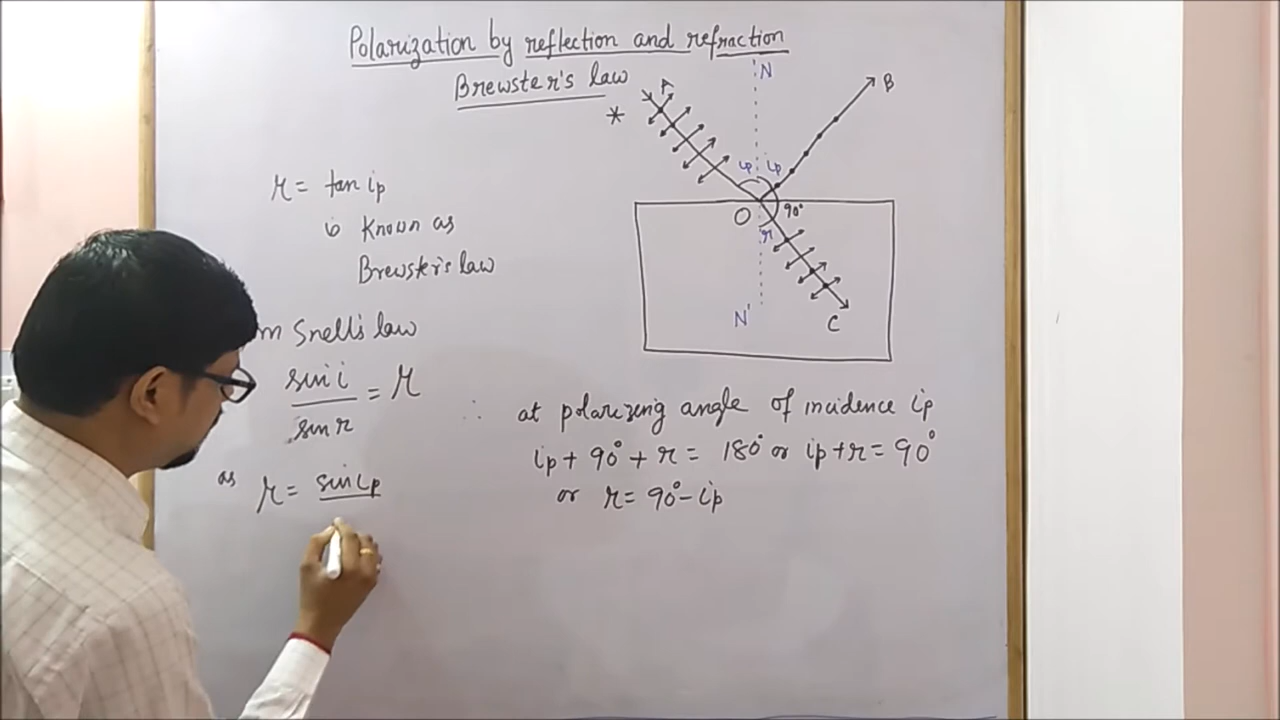 Polarization by reflection and refraction
Brewster's law
*
A
N
B
ip ip
O
90°
r
N'
C
μ = tan ip
is known as
Brewster's law
m Snell's law
sin i
= μ
sin r
as μ = sin ip
∴ at polarizing angle of incidence ip
ip + 90° + r = 180° or ip + r = 90°
or r = 90° - ip